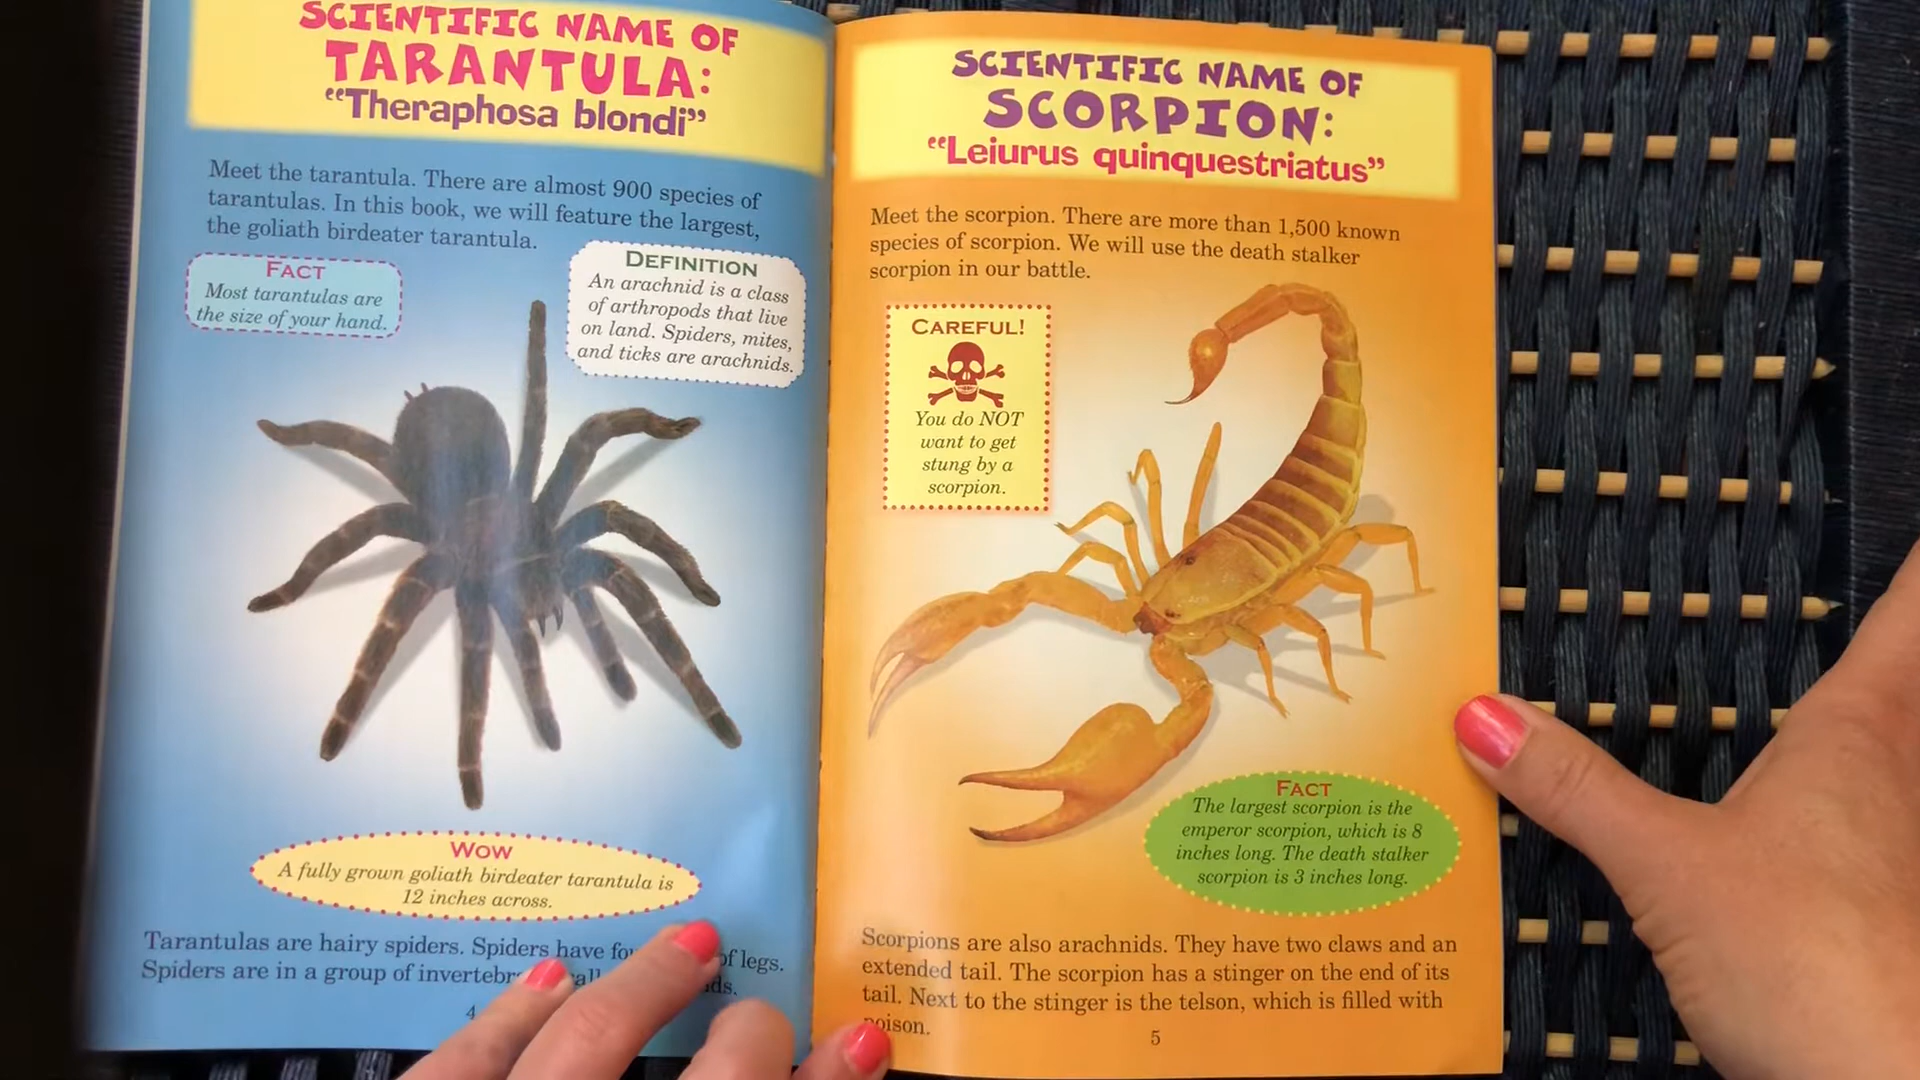 SCIENTIFIC NAME OF
TARANTULA:
“Theraphosa blondi”
Meet the tarantula. There are almost 900 species of
tarantulas. In this book, we will feature the largest,
the goliath birdeater tarantula.
FACT
Most tarantulas are
the size of your hand.
DEFINITION
An arachnid is a class
of arthropods that live
on land. Spiders, mites,
and ticks are arachnids.
WOW
A fully grown goliath birdeater tarantula is
12 inches across.
Tarantulas are hairy spiders. Spiders have of legs.
Spiders are in a group of
4
SCIENTIFIC NAME OF
SCORPION:
“Leiurus quinquestriatus”
Meet the scorpion. There are more than 1,500 known
species of scorpion. We will use the death stalker
scorpion in our battle.
CAREFUL!
You do NOT
want to get
stung by a
scorpion.
FACT
The largest scorpion is the
emperor scorpion, which is 8
inches long. The death stalker
scorpion is 3 inches long.
Scorpions are also arachnids. They have two claws and an
extended tail. The scorpion has a stinger on the end of its
tail. Next to the stinger is the telson, which is filled with
poison.
5